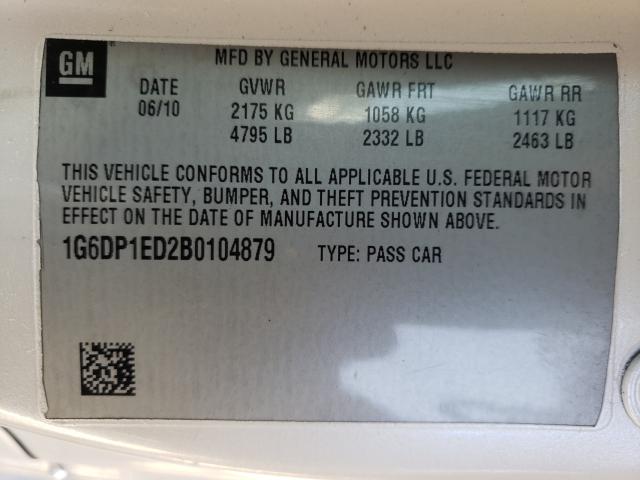 GM
MFD BY GENERAL MOTORS LLC
DATE GVWR GAWR FRT GAWR RR
06/10 2175 KG 1058 KG 1117 KG
4795 LB 2332 LB 2463 LB
THIS VEHICLE CONFORMS TO ALL APPLICABLE U.S. FEDERAL MOTOR
VEHICLE SAFETY, BUMPER, AND THEFT PREVENTION STANDARDS IN
EFFECT ON THE DATE OF MANUFACTURE SHOWN ABOVE.
1G6DP1ED2B0104879 TYPE: PASS CAR